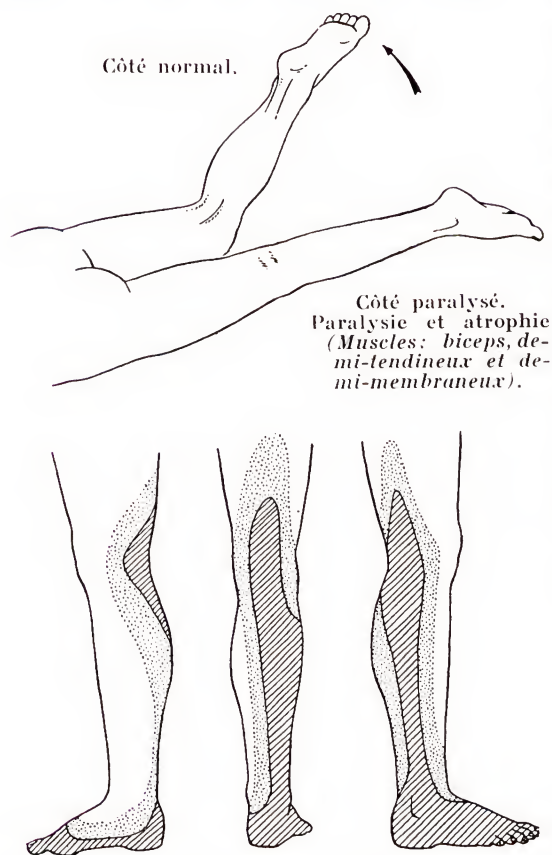 Côté normal.
Côté paralysé.
Paralysie et atrophie
(Muscles: biceps, de-
mi-tendineux et de-
mi-membraneux).